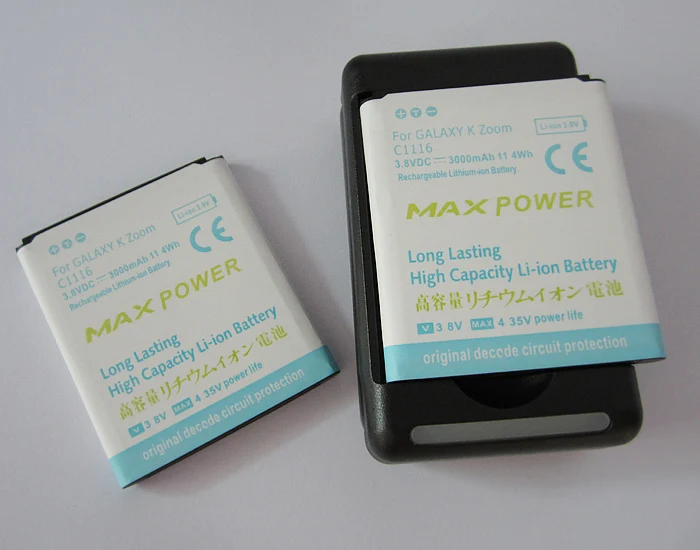 For GALAXY K Zoom
C1116
Li-ion 3.8V
3.8VDC 3000mAh 11 4Wh
Rechargeable Lithium-ion Battery
CE
MAX POWER
Long Lasting
High Capacity Li-ion Battery
高容量リチウムイオン電池
V 3 8V MAX 4 35V power life
original decode circuit protection
For GALAXY K Zoom
C1116
Li-ion 3.8V
3.8VDC 3000mAh 11 4Wh
Rechargeable Lithium-ion Battery
CE
MAX POWER
Long Lasting
High Capacity Li-ion Battery
高容量リチウムイオン電池
V 3 8V MAX 4 35V power life
original decode circuit protection